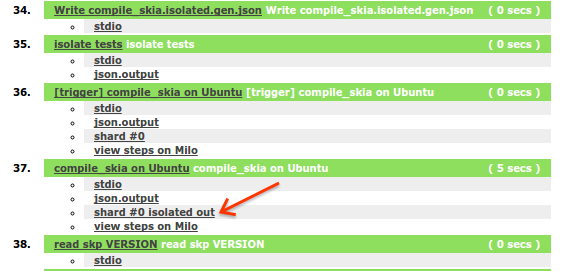 34. Write compile_skia.isolated.gen.json Write compile_skia.isolated.gen.json ( 0 secs )
stdio
35. isolate tests isolate tests ( 0 secs )
stdio
json.output
36. [trigger] compile_skia on Ubuntu [trigger] compile_skia on Ubuntu ( 0 secs )
stdio
json.output
shard #0
view steps on Milo
37. compile_skia on Ubuntu compile_skia on Ubuntu ( 5 secs )
stdio
json.output
shard #0 isolated out
view steps on Milo
38. read skp VERSION read skp VERSION ( 0 secs )
stdio